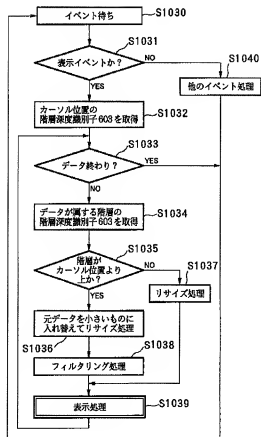 イベント待ち
S1030
表示イベントか?
S1031
NO
YES
他のイベント処理
S1040
カーソル位置の
階層深度識別子603を取得
S1032
データ終わり?
S1033
YES
NO
データが属する階層の
階層深度識別子603を取得
S1034
階層が
カーソル位置より
上か?
S1035
NO
YES
リサイズ処理
S1037
元データを小さいものに
入れ替えてリサイズ処理
S1036
S1038
フィルタリング処理
表示処理
S1039